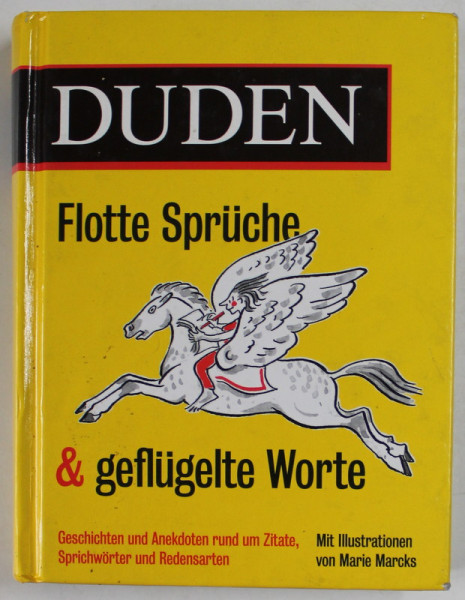 DUDEN
Flotte Sprüche
& geflügelte Worte
Geschichten und Anekdoten rund um Zitate,
Sprichwörter und Redensarten
Mit Illustrationen
von Marie Marcks